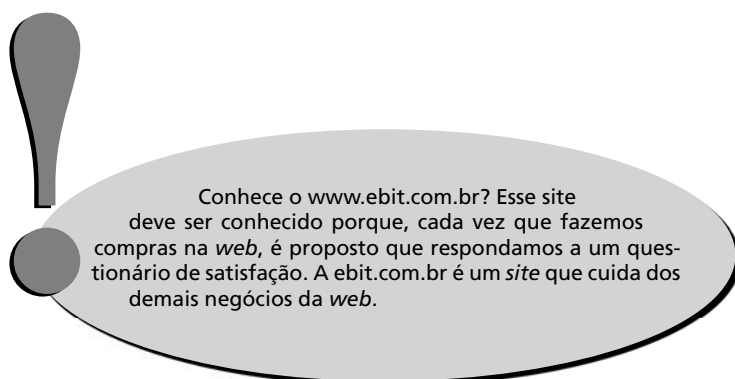 Conhece o www.ebit.com.br? Esse site
deve ser conhecido porque, cada vez que fazemos
compras na web, é proposto que respondamos a um ques-
tionário de satisfação. A ebit.com.br é um site que cuida dos
demais negócios da web.